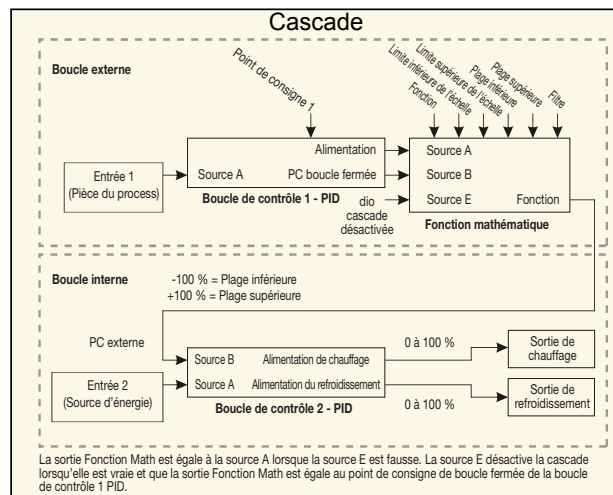 Cascade
Boucle externe
Point de consigne 1
Fonction
Limite inférieure de l'échelle
Limite supérieure de l'échelle
Plage inférieure
Plage supérieure
Filtre
Entrée 1
(Pièce du process)
Source A
Alimentation
PC boucle fermée
Boucle de contrôle 1 - PID
Source A
Source B
Source E
Fonction
dio
cascade
désactivée
Fonction mathématique
Boucle interne
-100 % = Plage inférieure
+100 % = Plage supérieure
PC externe
Entrée 2
(Source d'énergie)
Source B
Alimentation de chauffage
Source A
Alimentation du refroidissement
Boucle de contrôle 2 - PID
0 à 100 %
0 à 100 %
Sortie de
chauffage
Sortie de
refroidissement
La sortie Fonction Math est égale à la source A lorsque la source E est fausse. La source E désactive la cascade
lorsqu'elle est vraie et que la sortie Fonction Math est égale au point de consigne de boucle fermée de la boucle
de contrôle 1 PID.